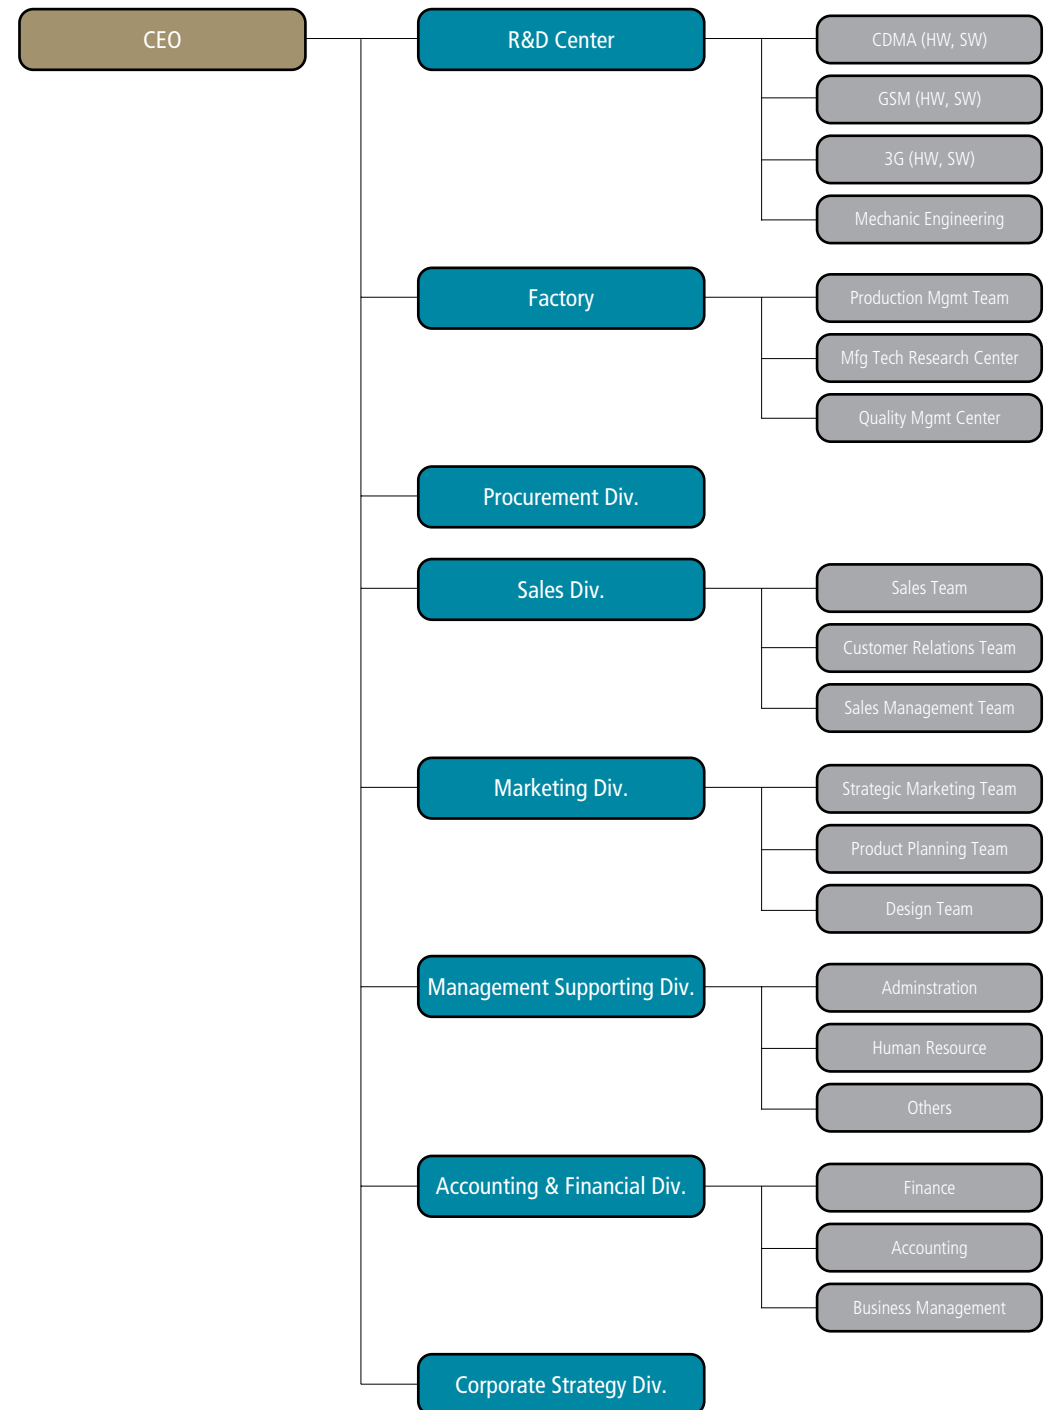 CEO
R&D Center
CDMA (HW, SW)
GSM (HW, SW)
3G (HW, SW)
Mechanic Engineering
Factory
Production Mgmt Team
Mfg Tech Research Center
Quality Mgmt Center
Procurement Div.
Sales Div.
Sales Team
Customer Relations Team
Sales Management Team
Marketing Div.
Strategic Marketing Team
Product Planning Team
Design Team
Management Supporting Div.
Adminstration
Human Resource
Others
Accounting & Financial Div.
Finance
Accounting
Business Management
Corporate Strategy Div.